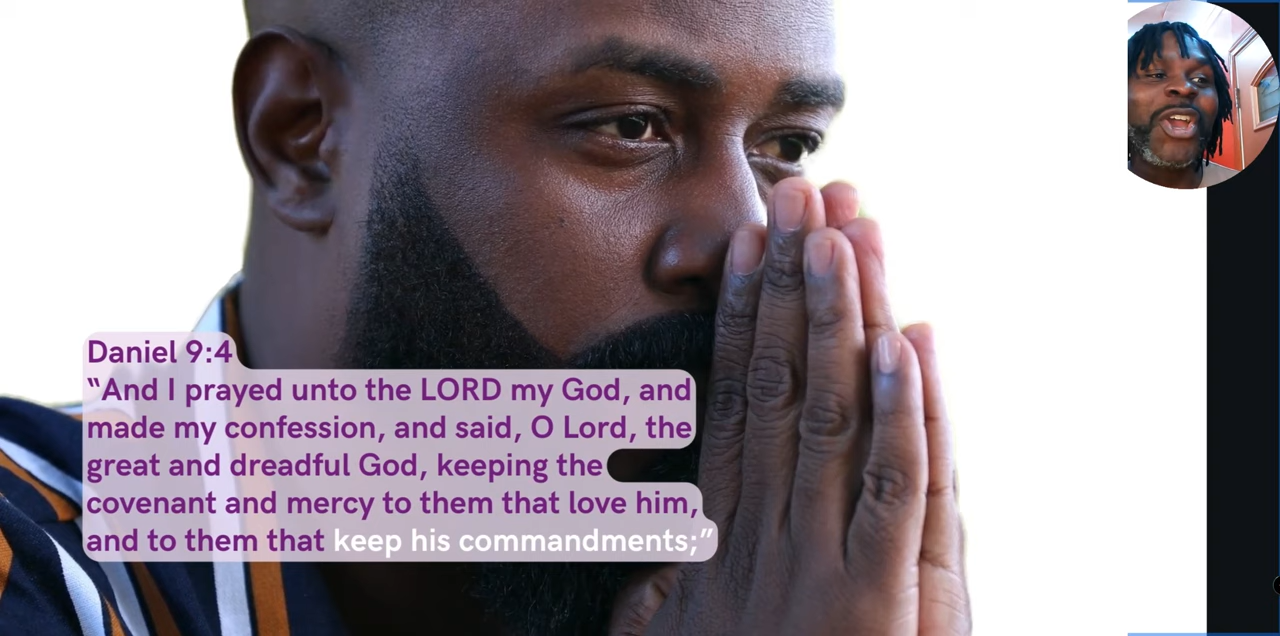 Daniel 9:4
“And I prayed unto the LORD my God, and
made my confession, and said, O Lord, the
great and dreadful God, keeping the
covenant and mercy to them that love him,
and to them that keep his commandments;”